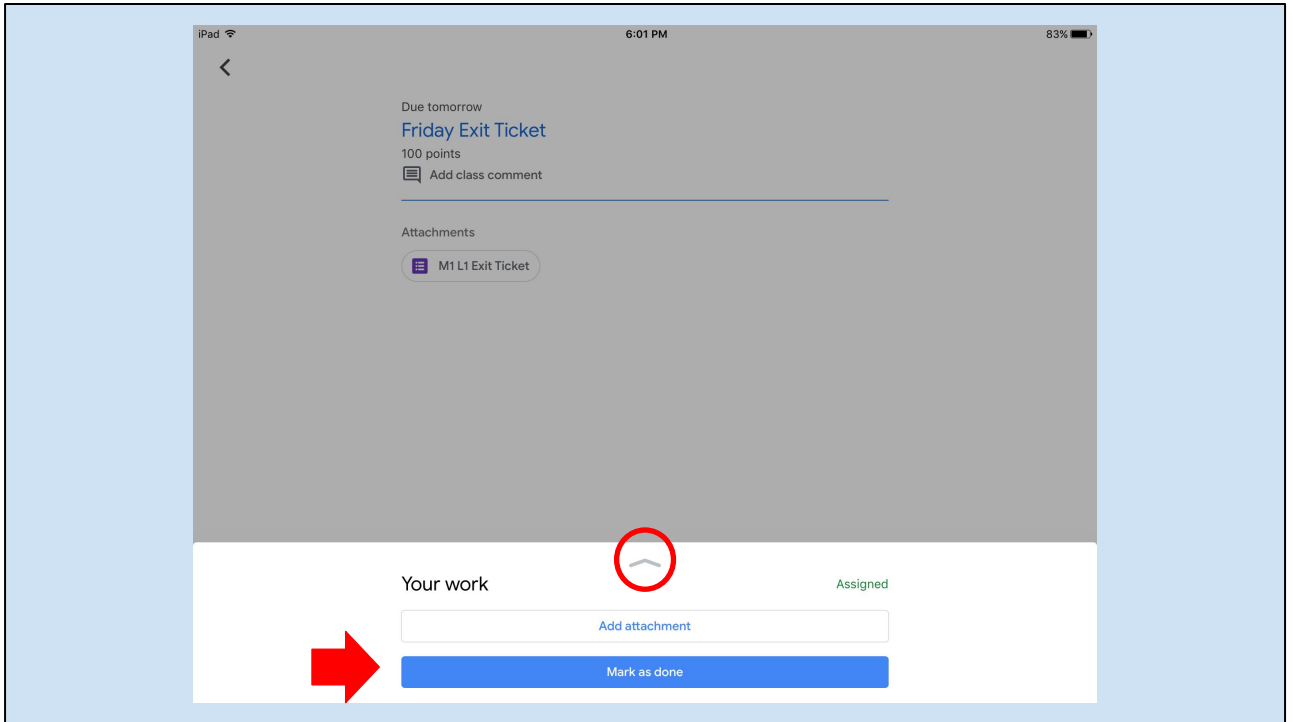 iPad 6:01 PM 83%
Due tomorrow
Friday Exit Ticket
100 points
Add class comment
Attachments
M1 L1 Exit Ticket
Your work Assigned
Add attachment
Mark as done